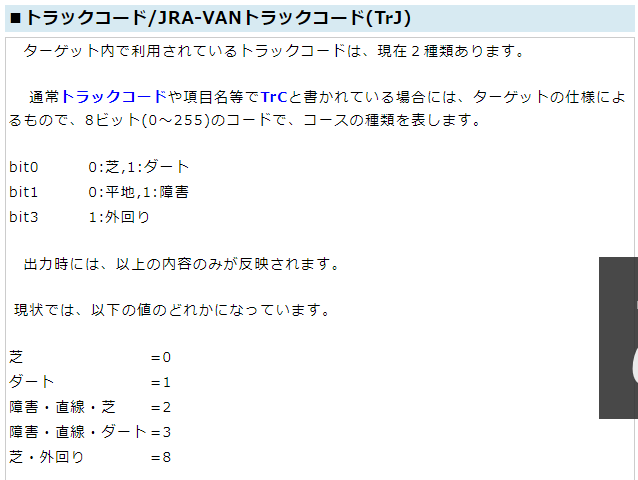 ■トラックコード/JRA-VANトラックコード(TrJ)
ターゲット内で利用されているトラックコードは、現在２種類あります。
通常トラックコードや項目名等でTrCと書かれている場合には、ターゲットの仕様によ
るもので、8ビット(0～255)のコードで、コースの種類を表します。
bit0 0:芝,1:ダート
bit1 0:平地,1:障害
bit3 1:外回り
出力時には、以上の内容のみが反映されます。
現状では、以下の値のどれかになっています。
芝 =0
ダート =1
障害・直線・芝 =2
障害・直線・ダート =3
芝・外回り =8